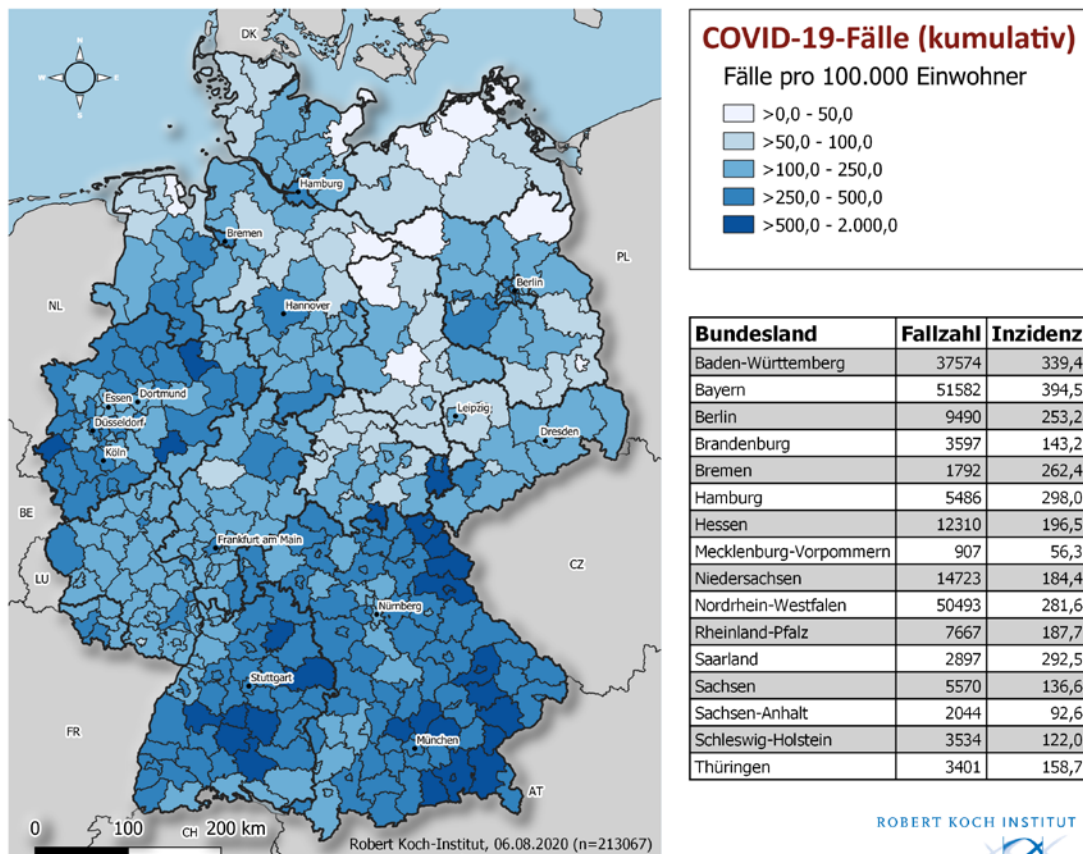 DK
N
W
E
S
Hamburg
Bremen
PL
Berlin
NL
Hannover
Essen
Dortmund
Düsseldorf
Leipzig
Dresden
Köln
BE
Frankfurt am Main
LU
CZ
Nürnberg
Stuttgart
FR
München
AT
0 100 CH 200 km
Robert Koch-Institut, 06.08.2020 (n=213067)
COVID-19-Fälle (kumulativ)
Fälle pro 100.000 Einwohner
>0,0 - 50,0
>50,0 - 100,0
>100,0 - 250,0
>250,0 - 500,0
>500,0 - 2.000,0
Bundesland Fallzahl Inzidenz
Baden-Württemberg 37574 339,4
Bayern 51582 394,5
Berlin 9490 253,2
Brandenburg 3597 143,2
Bremen 1792 262,4
Hamburg 5486 298,0
Hessen 12310 196,5
Mecklenburg-Vorpommern 907 56,3
Niedersachsen 14723 184,4
Nordrhein-Westfalen 50493 281,6
Rheinland-Pfalz 7667 187,7
Saarland 2897 292,5
Sachsen 5570 136,6
Sachsen-Anhalt 2044 92,6
Schleswig-Holstein 3534 122,0
Thüringen 3401 158,7
ROBERT KOCH INSTITUT